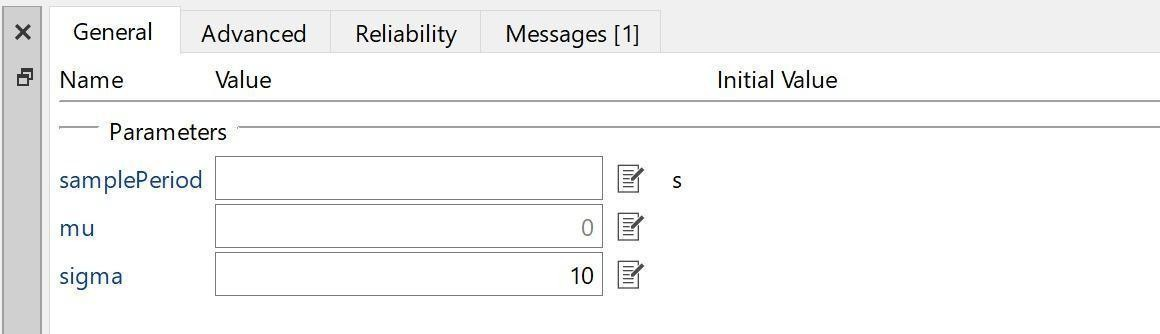 General Advanced Reliability Messages [1]
Name Value Initial Value
Parameters
samplePeriod s
mu 0
sigma 10